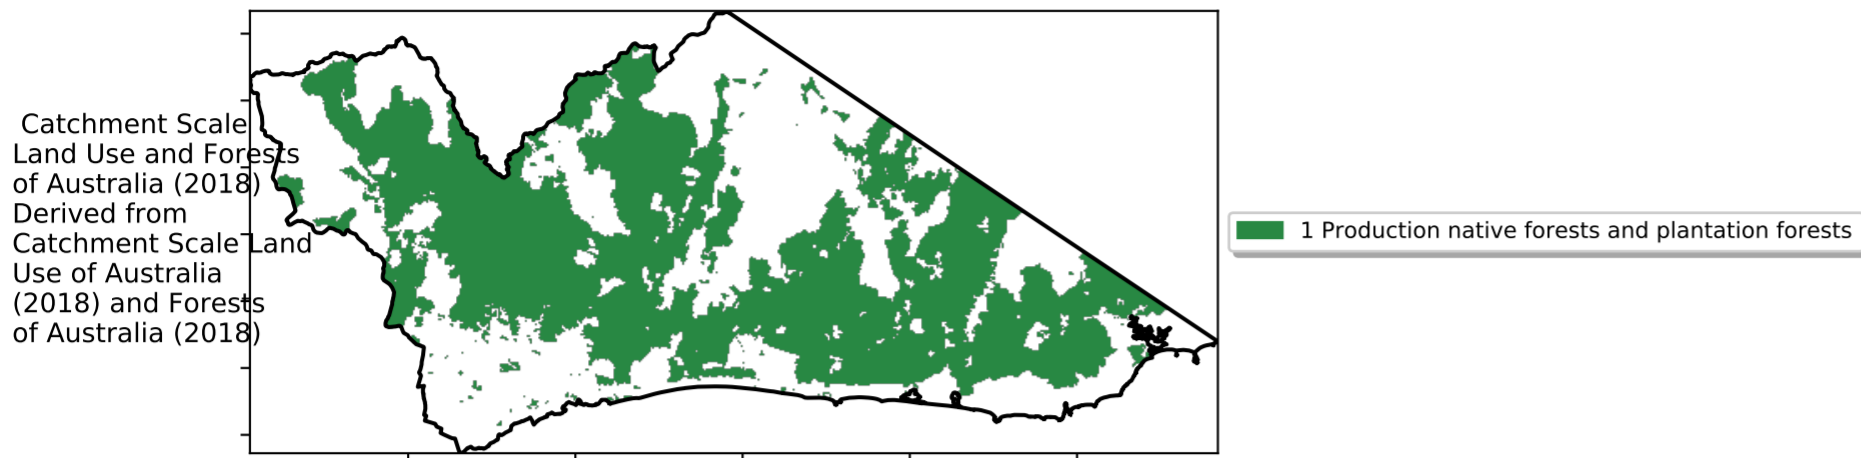 Catchment Scale
Land Use and Forests
of Australia (2018)
Derived from
Catchment Scale Land
Use of Australia
(2018) and Forests
of Australia (2018)
1 Production native forests and plantation forests